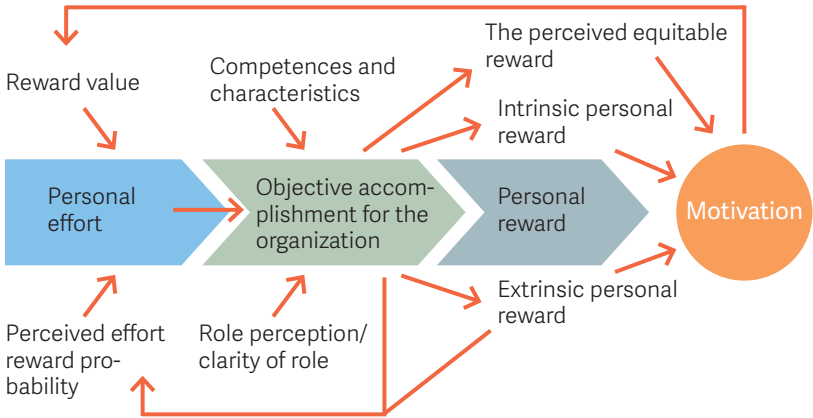 Reward value
Competences and
characteristics
The perceived equitable
reward
Intrinsic personal
reward
Personal
effort
Objective accom-
plishment for the
organization
Personal
reward
Motivation
Perceived effort
reward pro-
bability
Role perception/
clarity of role
Extrinsic personal
reward